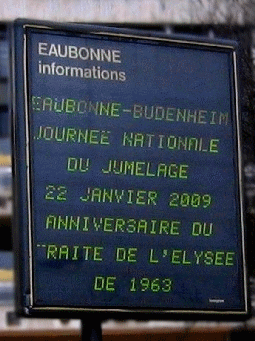 EAUBONNE
informations
EAUBONNE-BUDENHEIM
JOURNEE NATIONALE
DU JUMELAGE
22 JANVIER 2009
ANNIVERSAIRE DU
TRAITE DE L'ELYSEE
DE 1963